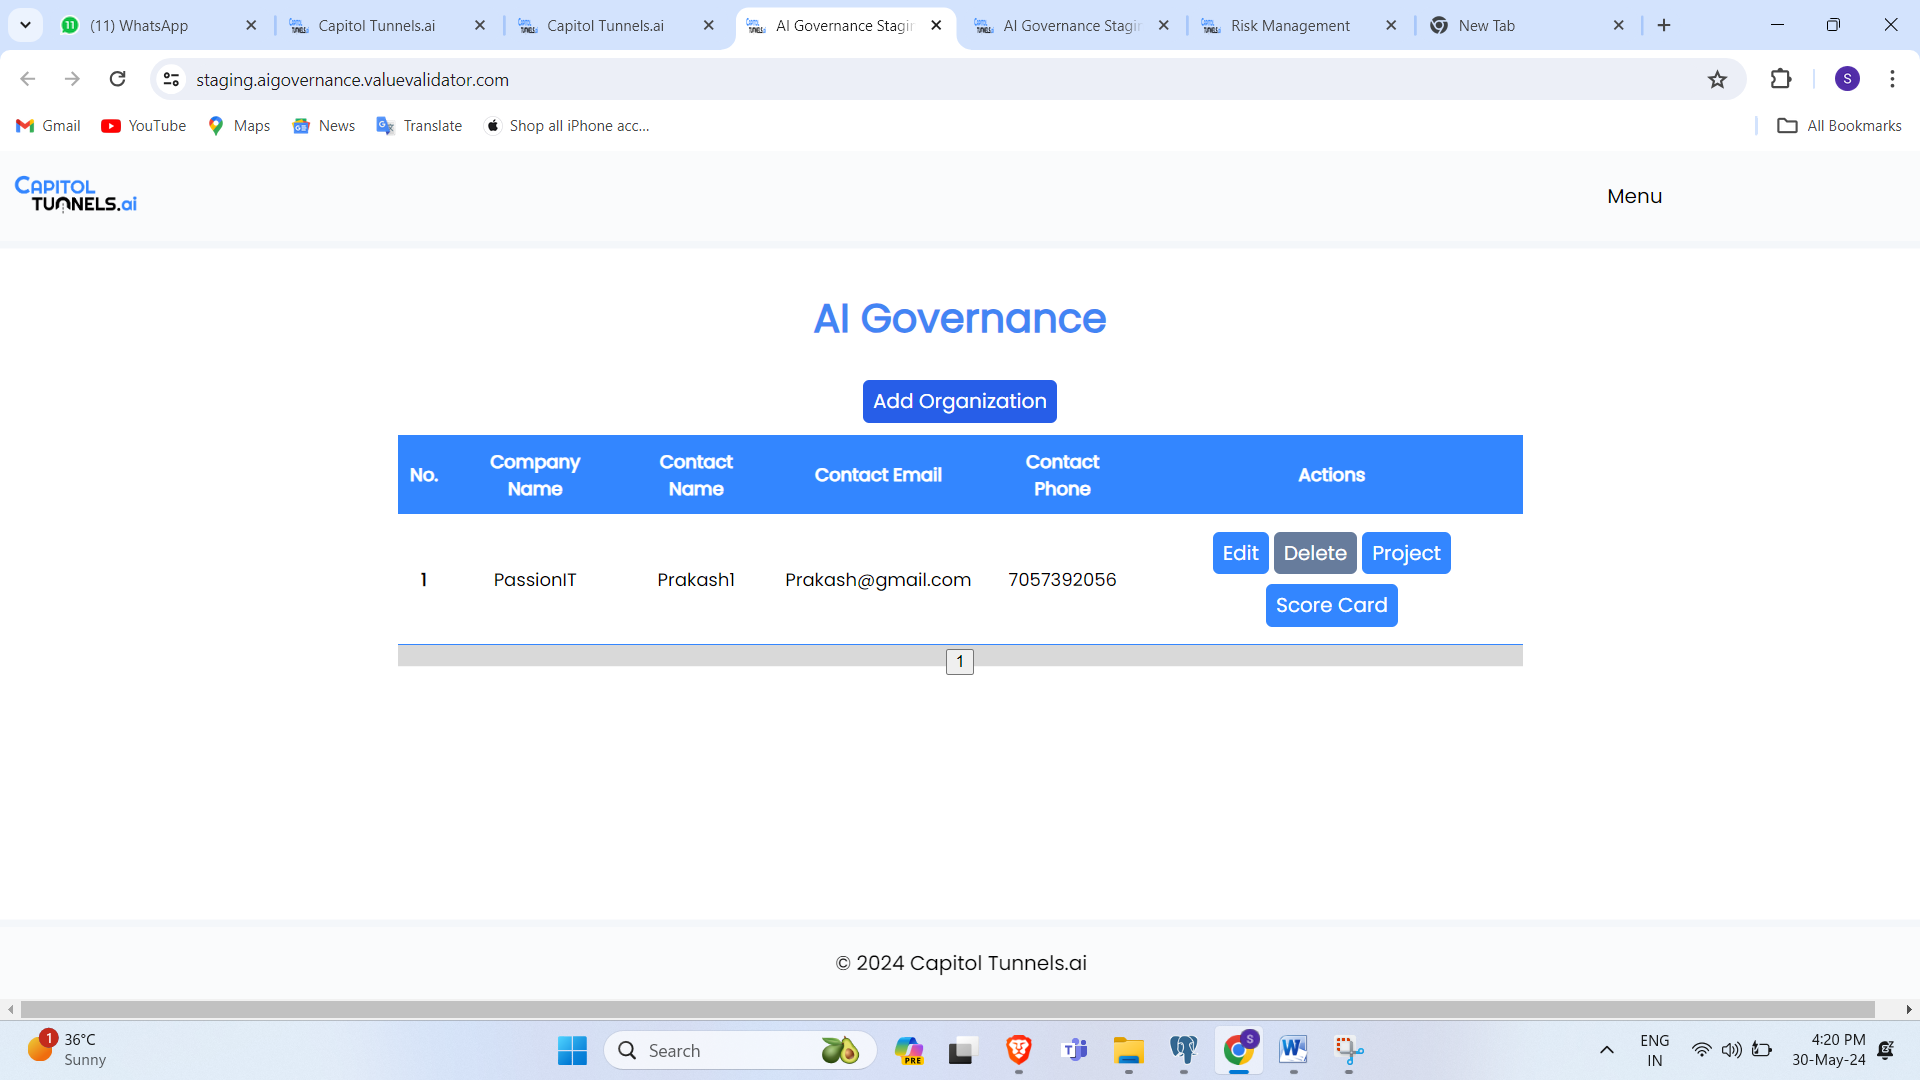 (11) WhatsApp
Capitol Tunnels.ai
Capitol Tunnels.ai
AI Governance Stagin
AI Governance Stagin
Risk Management
New Tab
staging.aigovernance.valuevalidator.com
S
Gmail
YouTube
Maps
News
Translate
Shop all iPhone acc...
All Bookmarks
CAPITOL
TUNNELS.ai
Menu
AI Governance
Add Organization
No. Company Name Contact Name Contact Email Contact Phone Actions
1 PassionIT Prakash1 Prakash@gmail.com 7057392056 Edit Delete Project
Score Card
1
© 2024 Capitol Tunnels.ai
1
36°C
Sunny
Search
PRE
S
ENG
IN
4:20 PM
30-May-24